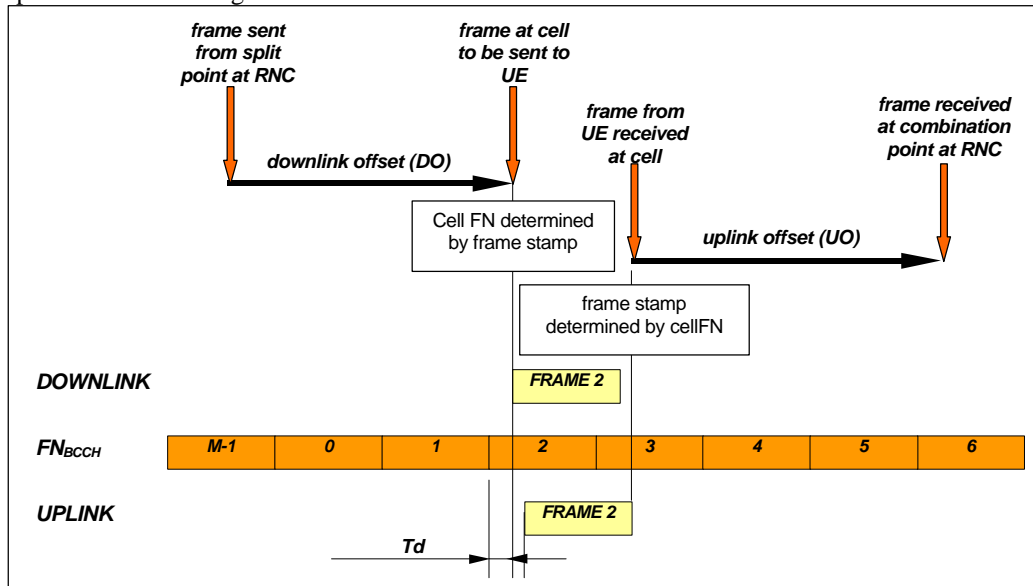 frame sent
from split
point at RNC
frame at cell
to be sent to
UE
frame from
UE received
at cell
frame received
at combination
point at RNC
downlink offset (DO)
Cell FN determined
by frame stamp
uplink offset (UO)
frame stamp
determined by cellFN
DOWNLINK
FRAME 2
FNBCCH
M-1 0 1 2 3 4 5 6
UPLINK
FRAME 2
Td